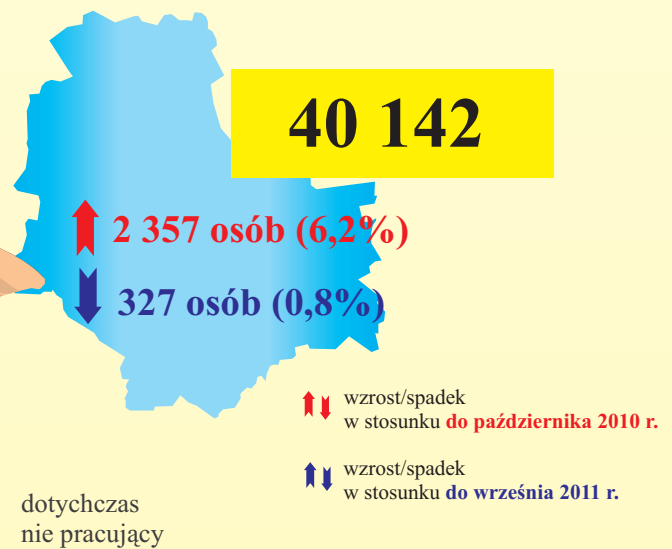 40 142
2 357 osób (6,2%)
327 osób (0,8%)
wzrost/spadek
w stosunku do października 2010 r.
wzrost/spadek
w stosunku do września 2011 r.
dotychczas
nie pracujący